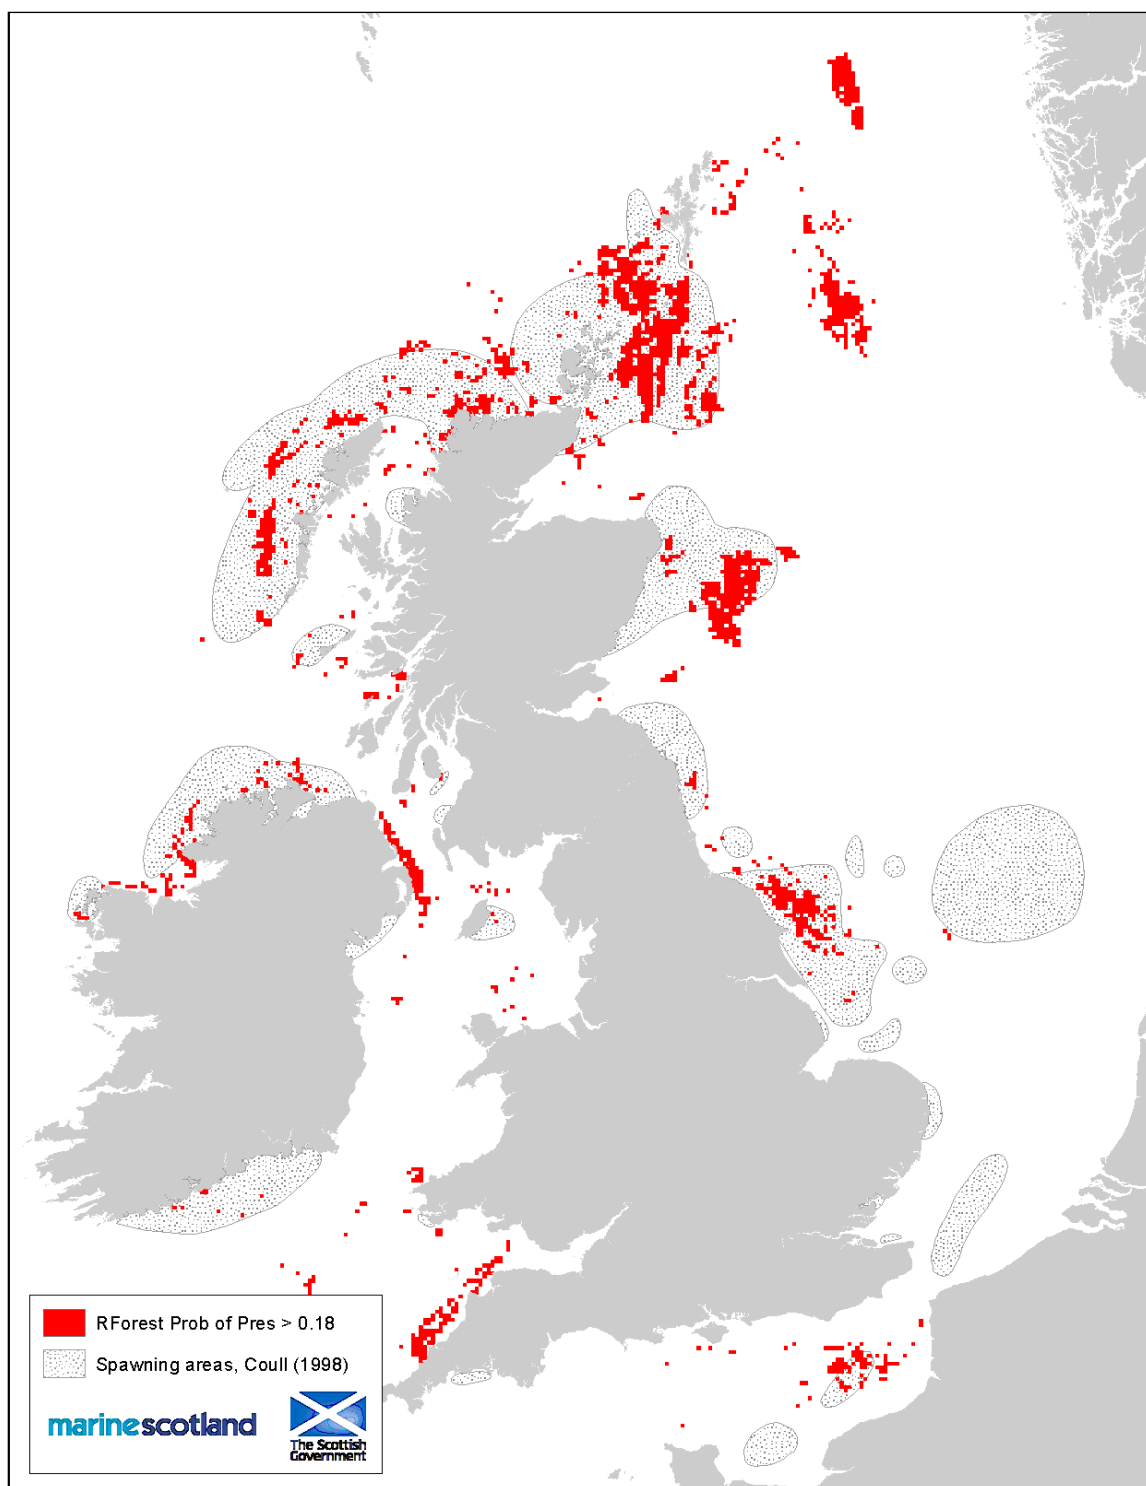 RForest Prob of Pres > 0.18
Spawning areas, Coull (1998)
marinescotland
The Scottish
Government